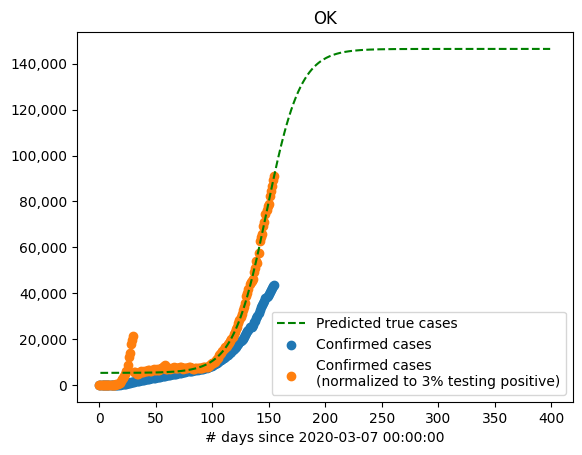 OK
140,000
120,000
100,000
80,000
60,000
40,000
20,000
0
Predicted true cases
Confirmed cases
Confirmed cases
(normalized to 3% testing positive)
0 50 100 150 200 250 300 350 400
# days since 2020-03-07 00:00:00